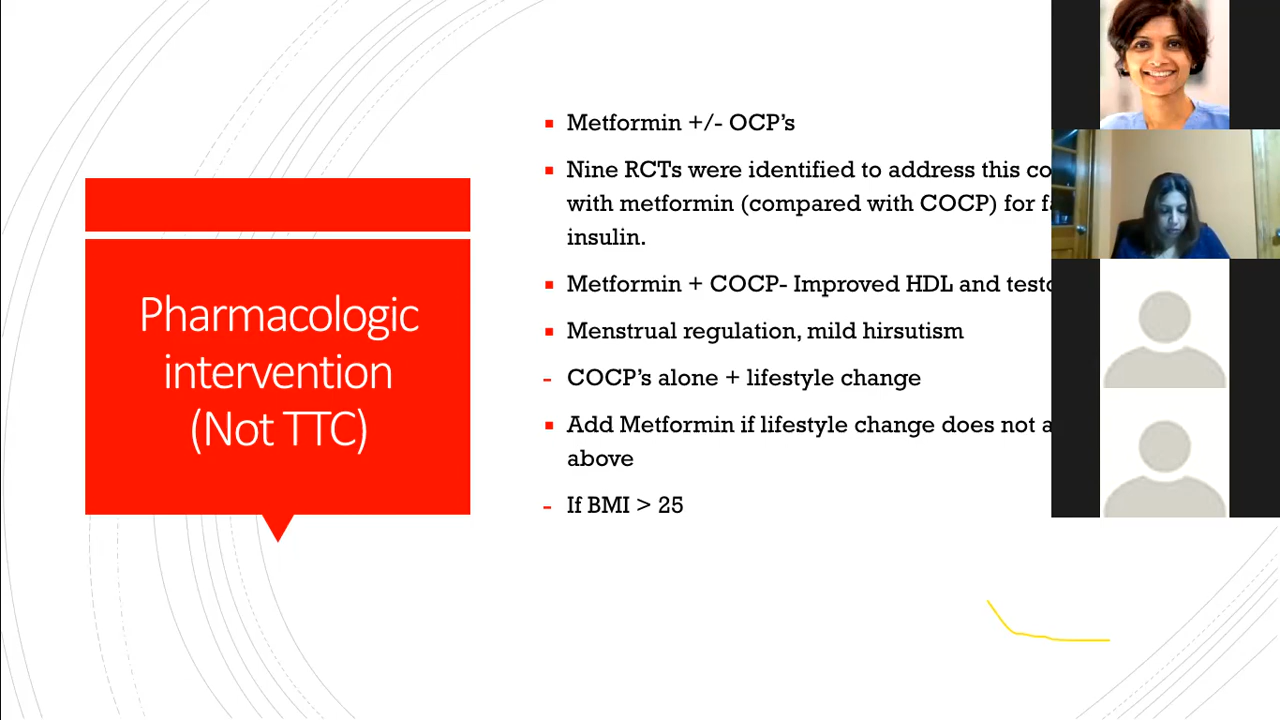 Pharmacologic
intervention
(Not TTC)
Metformin +/- OCP's
Nine RCTs were identified to address this
with metformin (compared with COCP) for
insulin.
Metformin + COCP- Improved HDL and
Menstrual regulation, mild hirsutism
- COCP's alone + lifestyle change
Add Metformin if lifestyle change does not
above
- If BMI > 25